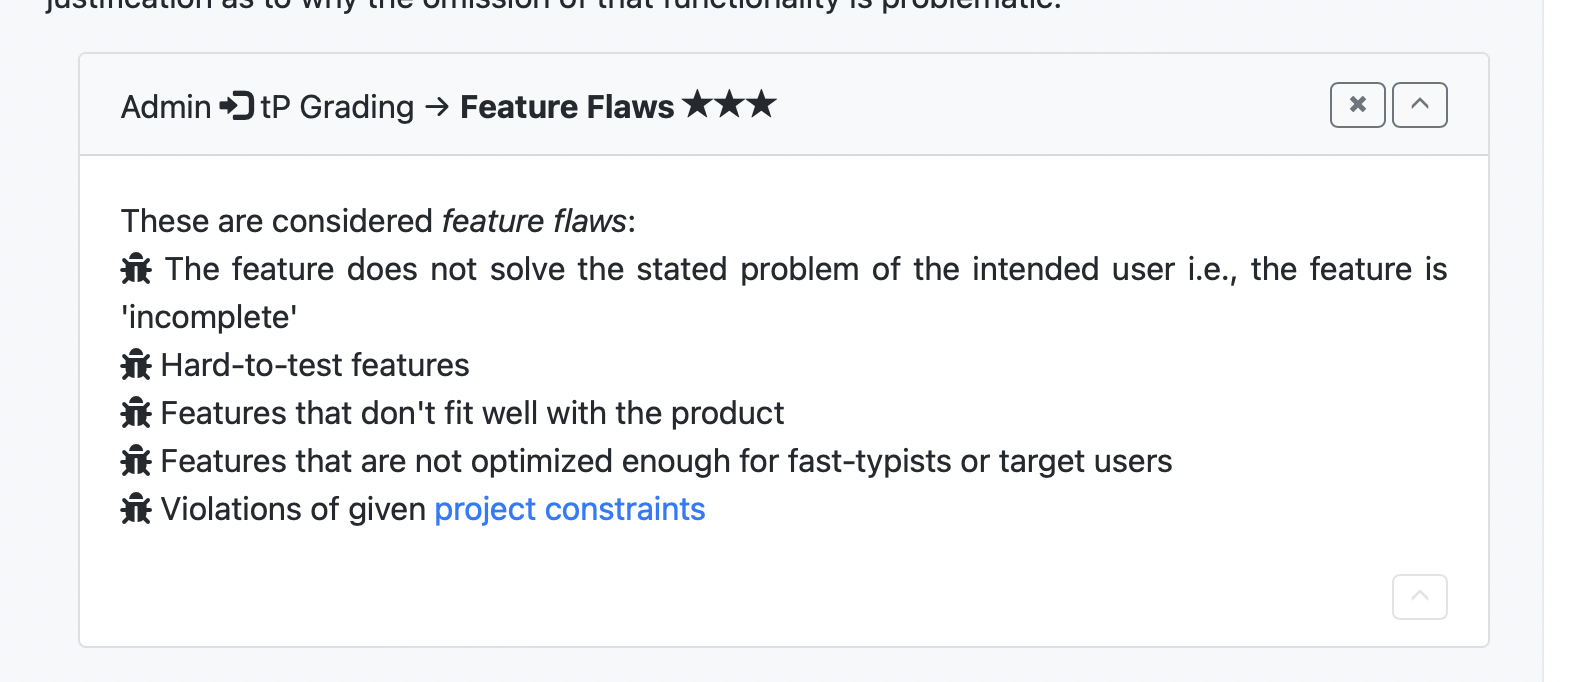 justification as to why the omission of that functionality is problematic.
Admin tP Grading → Feature Flaws ★★★
These are considered feature flaws:
The feature does not solve the stated problem of the intended user i.e., the feature is
'incomplete'
Hard-to-test features
Features that don't fit well with the product
Features that are not optimized enough for fast-typists or target users
Violations of given project constraints